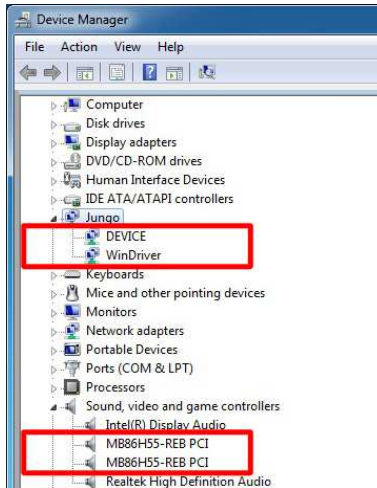 Device Manager
File Action View Help
Computer
Disk drives
Display adapters
DVD/CD-ROM drives
Human Interface Devices
IDE ATA/ATAPI controllers
Jungo
DEVICE
WinDriver
Keyboards
Mice and other pointing devices
Monitors
Network adapters
Portable Devices
Ports (COM & LPT)
Processors
Sound, video and game controllers
Intel(R) Display Audio
MB86H55-REB PCI
MB86H55-REB PCI
Realtek High Definition Audio